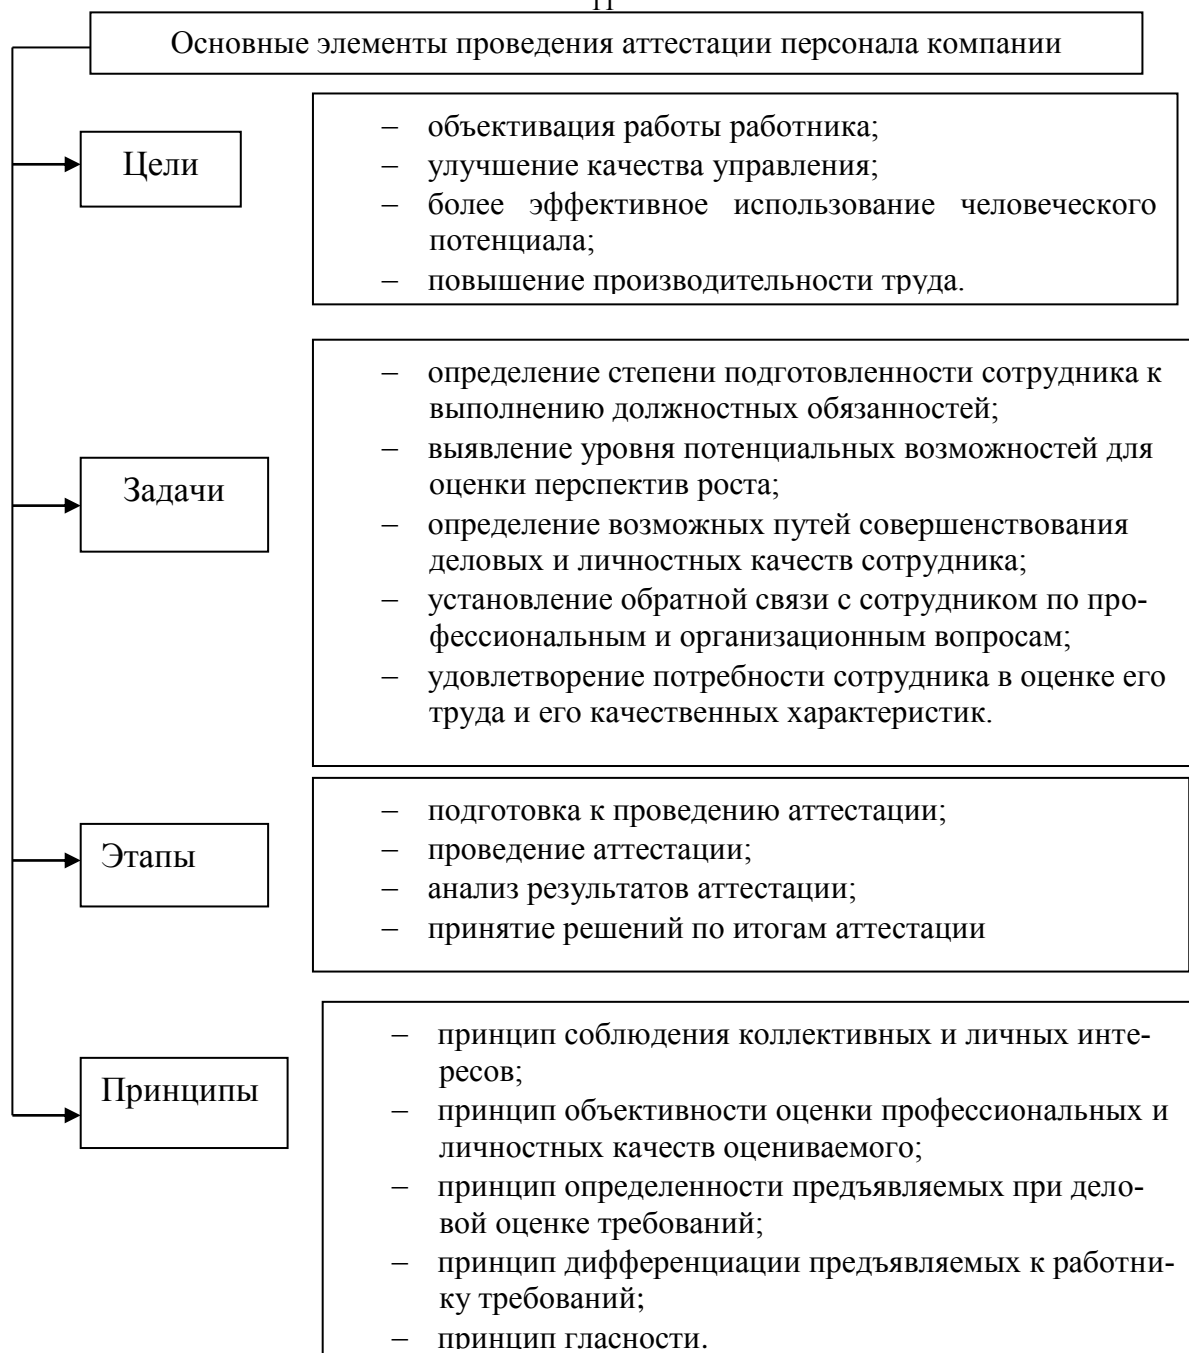 Основные элементы проведения аттестации персонала компании
Цели
– объективация работы работника;
– улучшение качества управления;
– более эффективное использование человеческого
потенциала;
– повышение производительности труда.
Задачи
– определение степени подготовленности сотрудника к
выполнению должностных обязанностей;
– выявление уровня потенциальных возможностей для
оценки перспектив роста;
– определение возможных путей совершенствования
деловых и личностных качеств сотрудника;
– установление обратной связи с сотрудником по про-
фессиональным и организационным вопросам;
– удовлетворение потребности сотрудника в оценке его
труда и его качественных характеристик.
Этапы
– подготовка к проведению аттестации;
– проведение аттестации;
– анализ результатов аттестации;
– принятие решений по итогам аттестации
Принципы
– принцип соблюдения коллективных и личных инте-
ресов;
– принцип объективности оценки профессиональных и
личностных качеств оцениваемого;
– принцип определенности предъявляемых при дело-
вой оценке требований;
– принцип дифференциации предъявляемых к работни-
ку требований;
– принцип гласности.